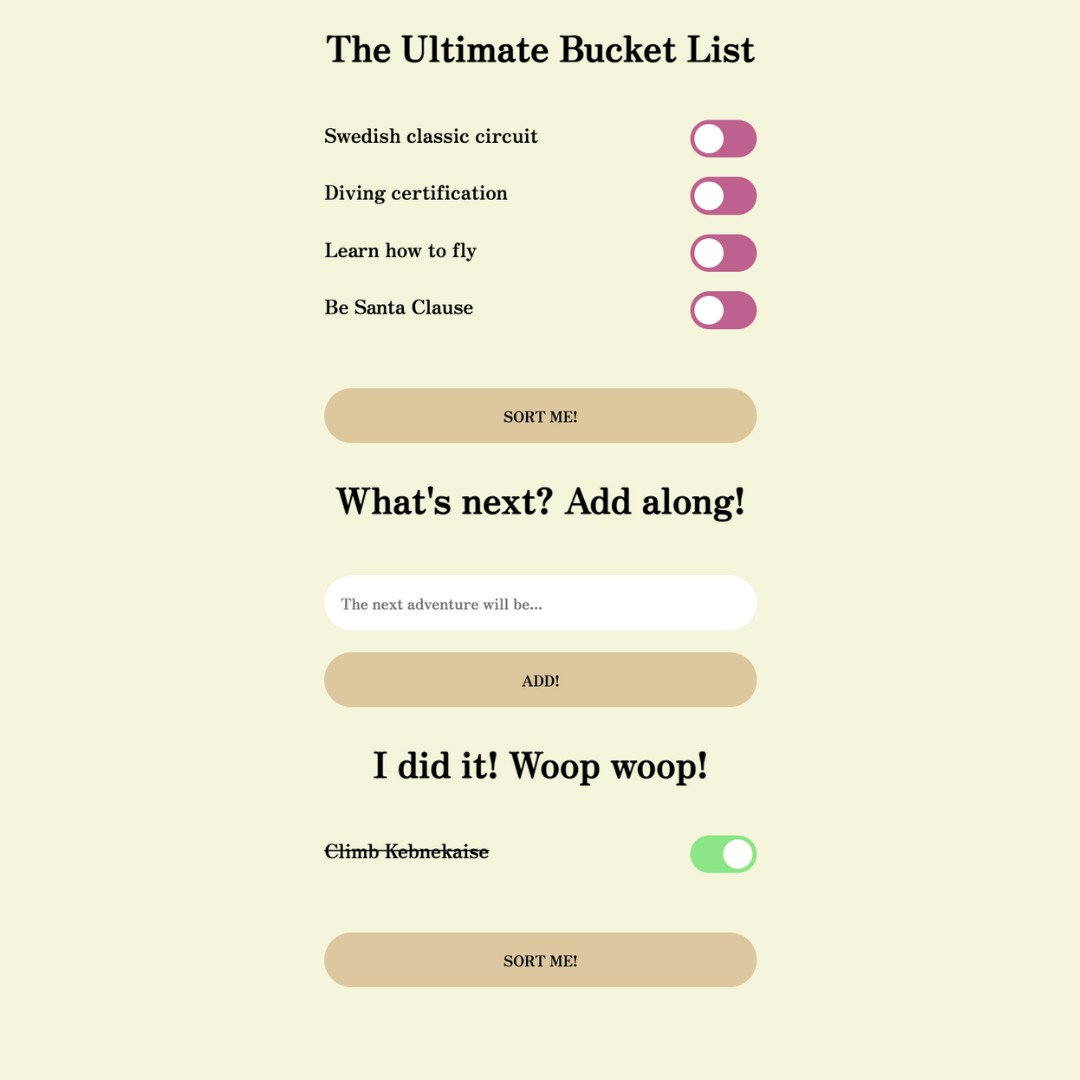 The Ultimate Bucket List
Swedish classic circuit
Diving certification
Learn how to fly
Be Santa Clause
SORT ME!
What's next? Add along!
The next adventure will be...
ADD!
I did it! Woop woop!
Climb Kebnekaise
SORT ME!